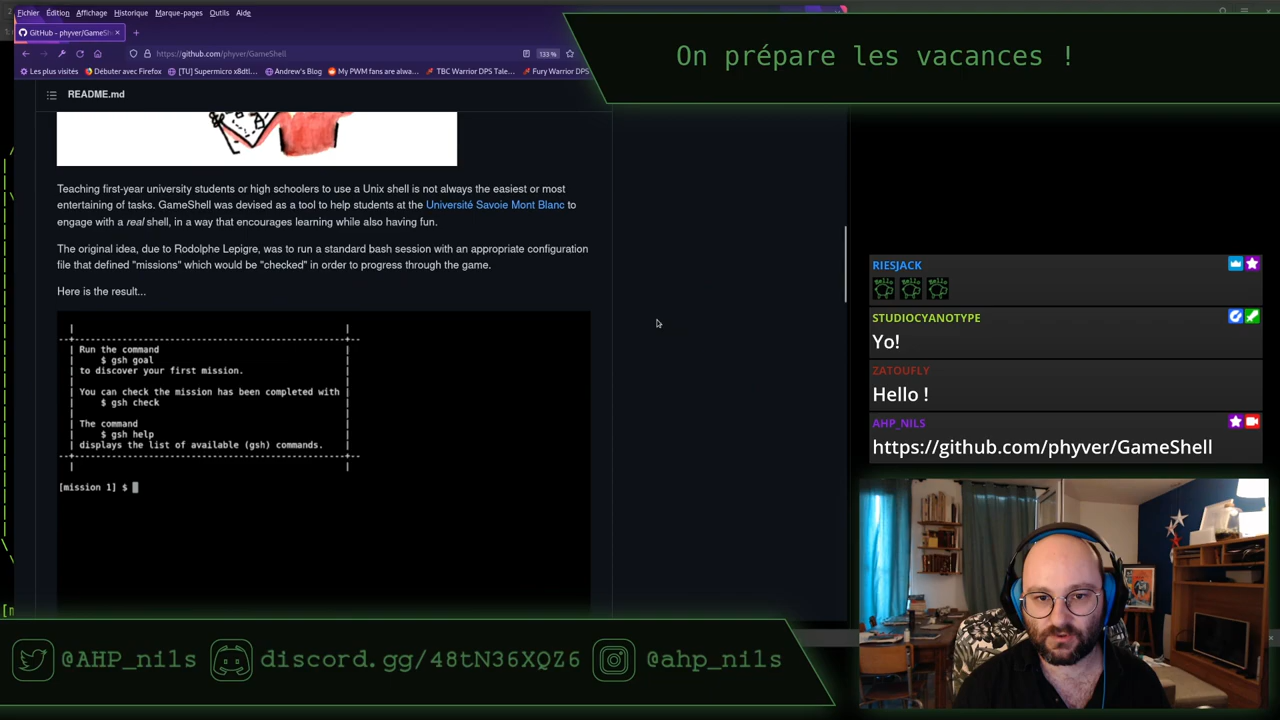 Fichier Édition Affichage Historique Marque-pages Outils Aide
GitHub - phyver/GameSh
https://github.com/phyver/GameShell
133 %
Les plus visités
Débuter avec Firefox
[TU] Supermicro x8dtl...
Andrew's Blog
My PWM fans are alwa...
TBC Warrior DPS Tale...
Fury Warrior DPS
On prépare les vacances !
README.md
Teaching first-year university students or high schoolers to use a Unix shell is not always the easiest or most
entertaining of tasks. GameShell was devised as a tool to help students at the Université Savoie Mont Blanc to
engage with a real shell, in a way that encourages learning while also having fun.
The original idea, due to Rodolphe Lepigre, was to run a standard bash session with an appropriate configuration
file that defined "missions" which would be "checked" in order to progress through the game.
Here is the result...
Run the command
$ gsh goal
to discover your first mission.
You can check the mission has been completed with
$ gsh check
The command
$ gsh help
displays the list of available (gsh) commands.
[mission 1] $
RIESJACK
STUDIOCYANOTYPE
Yo!
ZATOUFLY
Hello !
AHP_NILS
https://github.com/phyver/GameShell
@AHP_nils
discord.gg/48tN36XQZ6
@ahp_nils